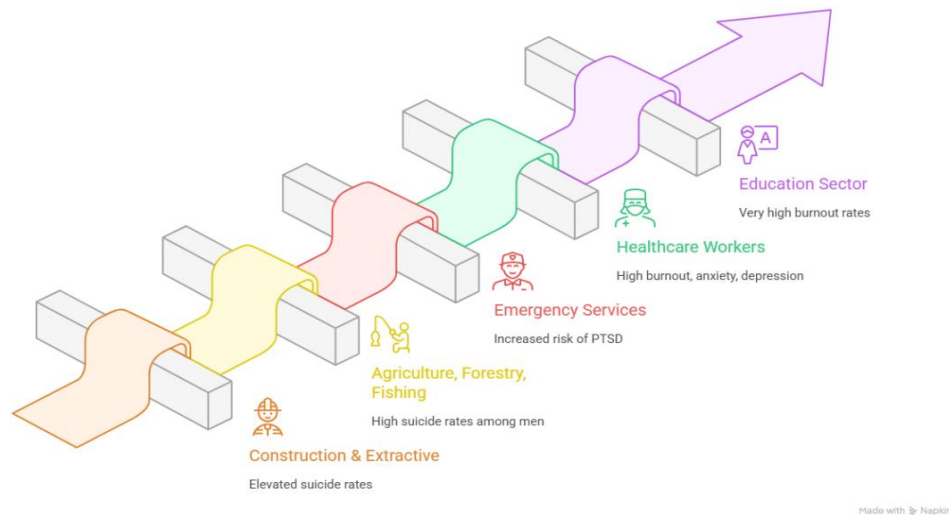 A
Education Sector
Very high burnout rates
Healthcare Workers
High burnout, anxiety, depression
Emergency Services
Increased risk of PTSD
Agriculture, Forestry,
Fishing
High suicide rates among men
Construction & Extractive
Elevated suicide rates
Made with Napkin